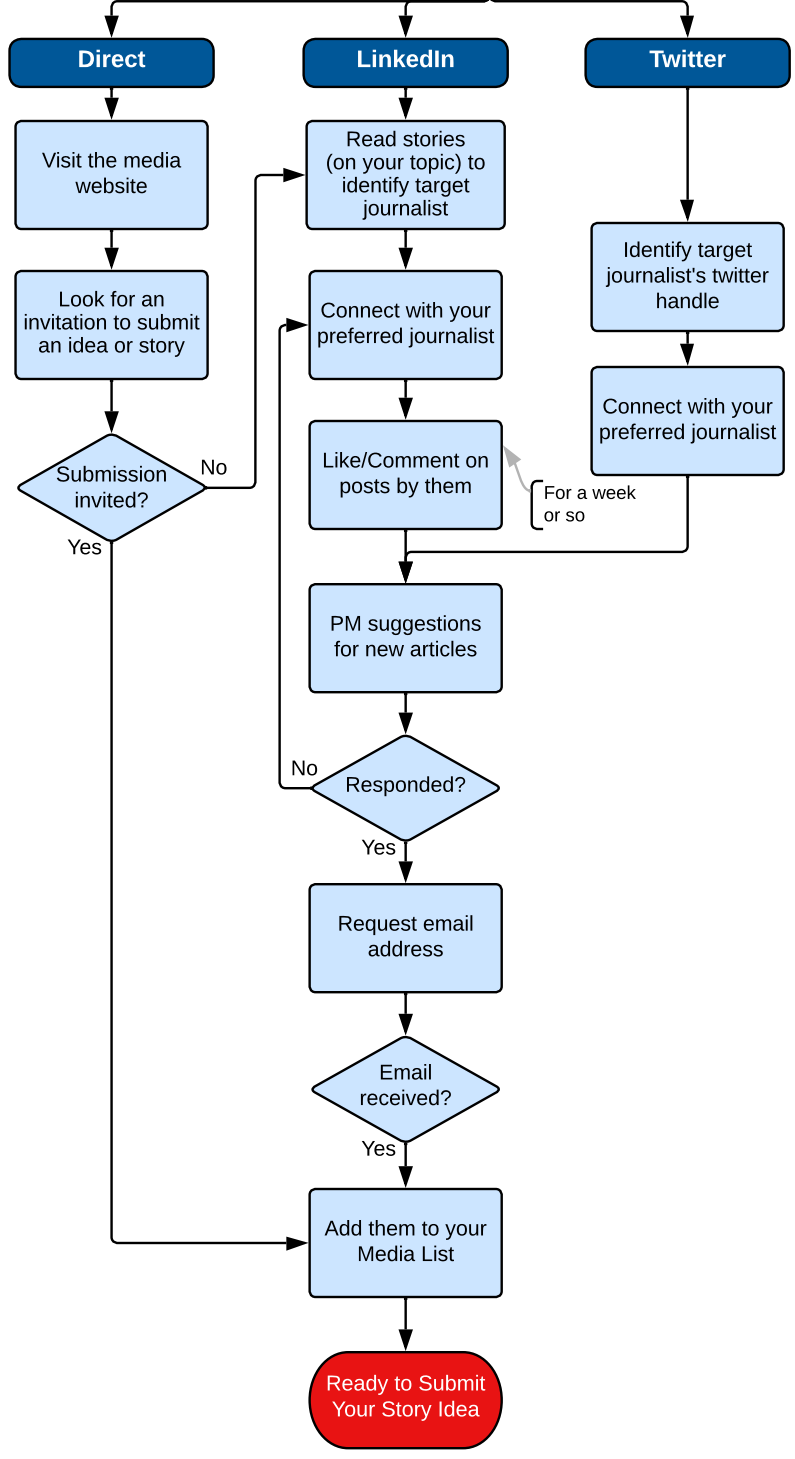 Direct
LinkedIn
Twitter
Visit the media
website
Read stories
(on your topic) to
identify target
journalist
Identify target
journalist's twitter
handle
Look for an
invitation to submit
an idea or story
Connect with your
preferred journalist
Connect with your
preferred journalist
Submission
invited?
No
Yes
Like/Comment on
posts by them
For a week
or so
PM suggestions
for new articles
Responded?
No
Yes
Request email
address
Email
received?
Yes
Add them to your
Media List
Ready to Submit
Your Story Idea